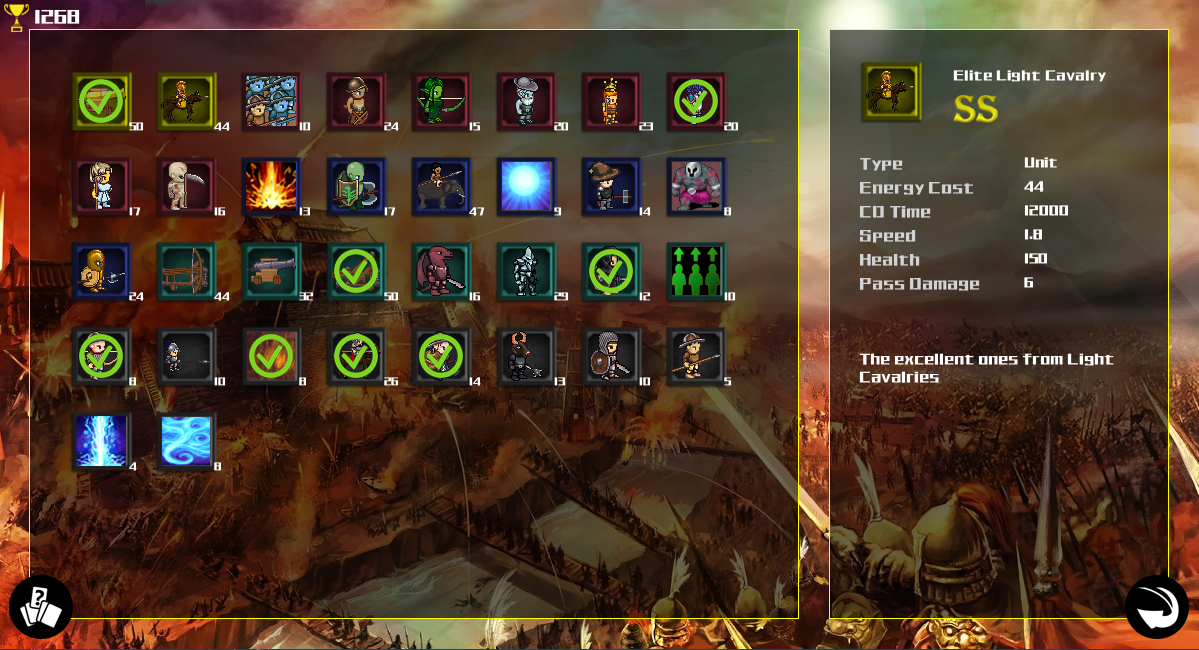 1268
50 44 10 24 15 20 23 20
17 16 13 17 47 9 14 8
24 44 32 50 16 29 12 10
8 10 8 26 14 13 10 5
4 8
?
Elite Light Cavalry
SS
Type Unit
Energy Cost 44
CD Time 12000
Speed 1.8
Health 150
Pass Damage 6
The excellent ones from Light
Cavalries